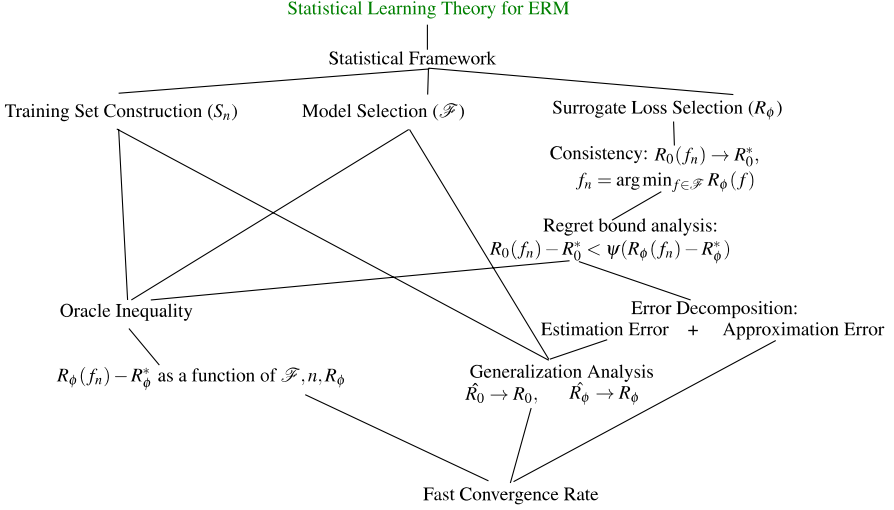 Statistical Learning Theory for ERM
Statistical Framework
Training Set Construction (Sₙ)
Model Selection (ℱ)
Surrogate Loss Selection (R_ϕ)
Consistency: R₀(fₙ) → R₀*,
fₙ = arg min_{f∈ℱ} R_ϕ(f)
Regret bound analysis:
R₀(fₙ) − R₀* < ψ(R_ϕ(fₙ) − R_ϕ*)
Oracle Inequality
Error Decomposition:
Estimation Error + Approximation Error
R_ϕ(fₙ) − R_ϕ* as a function of ℱ, n, R_ϕ
Generalization Analysis
R̂₀ → R₀, R̂_ϕ → R_ϕ
Fast Convergence Rate